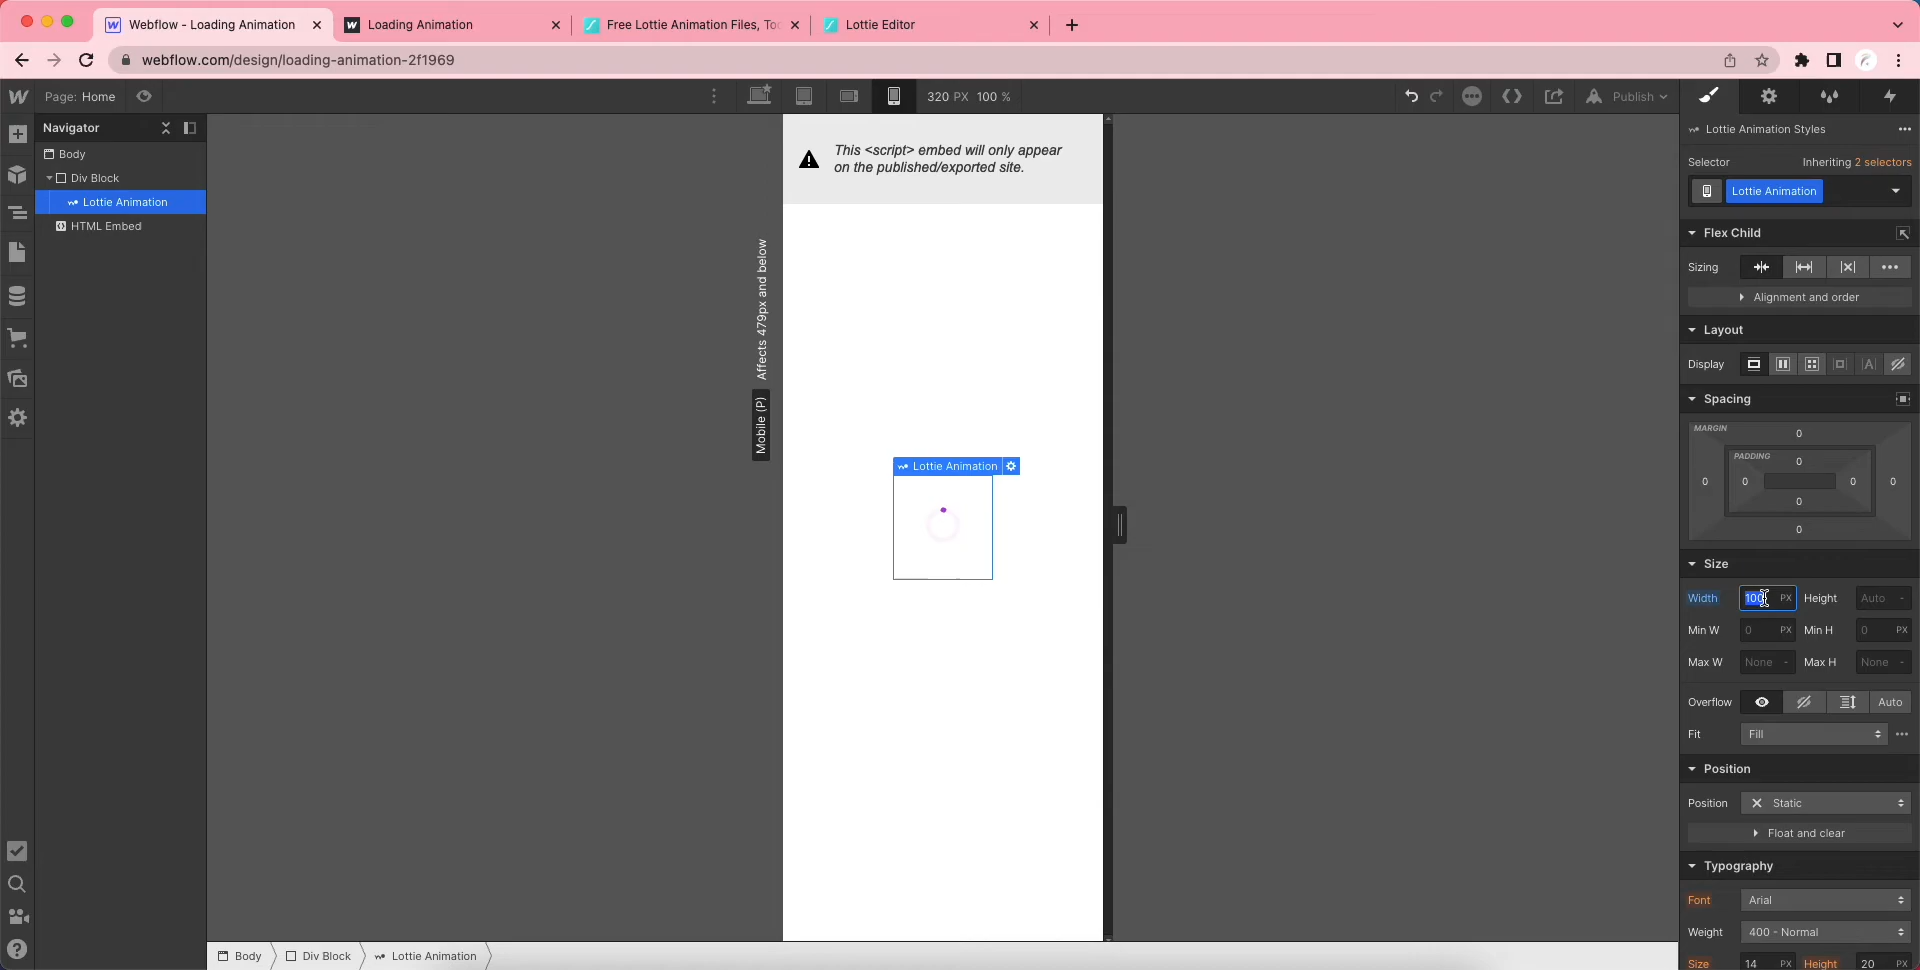 Webflow - Loading Animation
Loading Animation
Free Lottie Animation Files, Too
Lottie Editor
webflow.com/design/loading-animation-2f1969
Page: Home
320 PX 100 %
Publish
Navigator
Body
Div Block
Lottie Animation
HTML Embed
This <script> embed will only appear
on the published/exported site.
Affects 479px and below
Mobile (P)
Lottie Animation
Lottie Animation Styles
Selector
Inheriting 2 selectors
Lottie Animation
Flex Child
Sizing
Alignment and order
Layout
Display
Spacing
MARGIN
0
PADDING
0
0 0 0 0
0
0
Size
Width 100 PX Height Auto -
Min W 0 PX Min H 0 PX
Max W None - Max H None -
Overflow Auto
Fit Fill
Position
Position Static
Float and clear
Typography
Font Arial
Weight 400 - Normal
Size 14 PX Height 20 PX
Body Div Block Lottie Animation